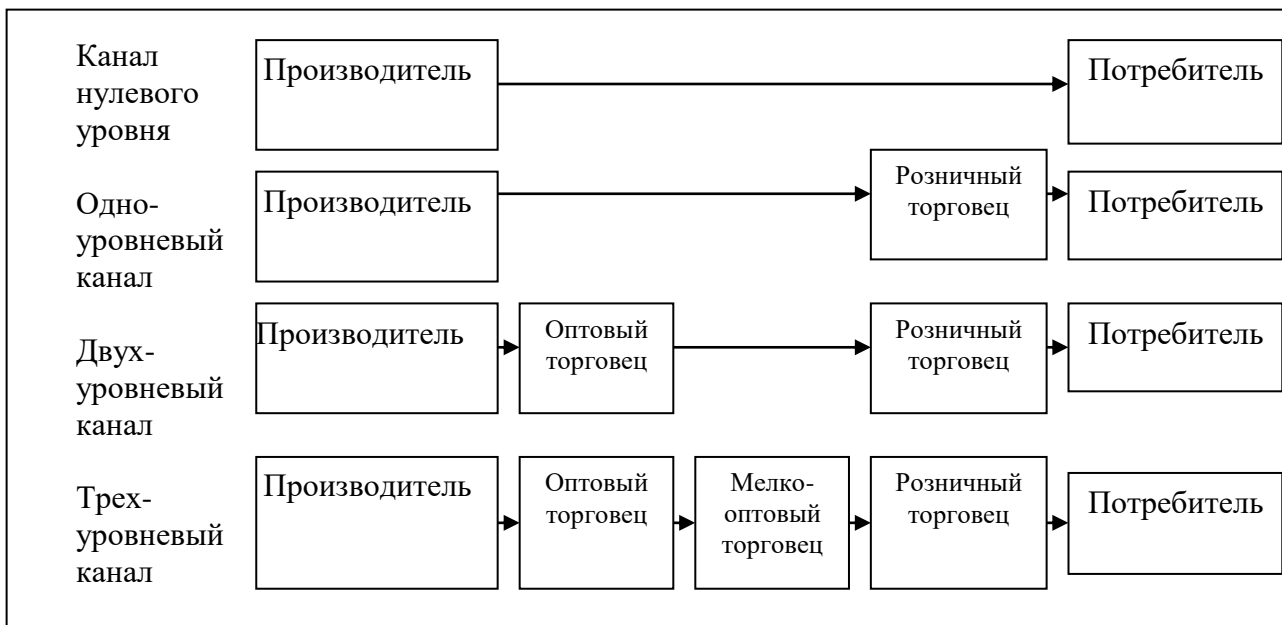 Канал
нулевого
уровня
Производитель
Потребитель
Одно-
уровневый
канал
Производитель
Розничный
торговец
Потребитель
Двух-
уровневый
канал
Производитель
Оптовый
торговец
Розничный
торговец
Потребитель
Трех-
уровневый
канал
Производитель
Оптовый
торговец
Мелко-
оптовый
торговец
Розничный
торговец
Потребитель